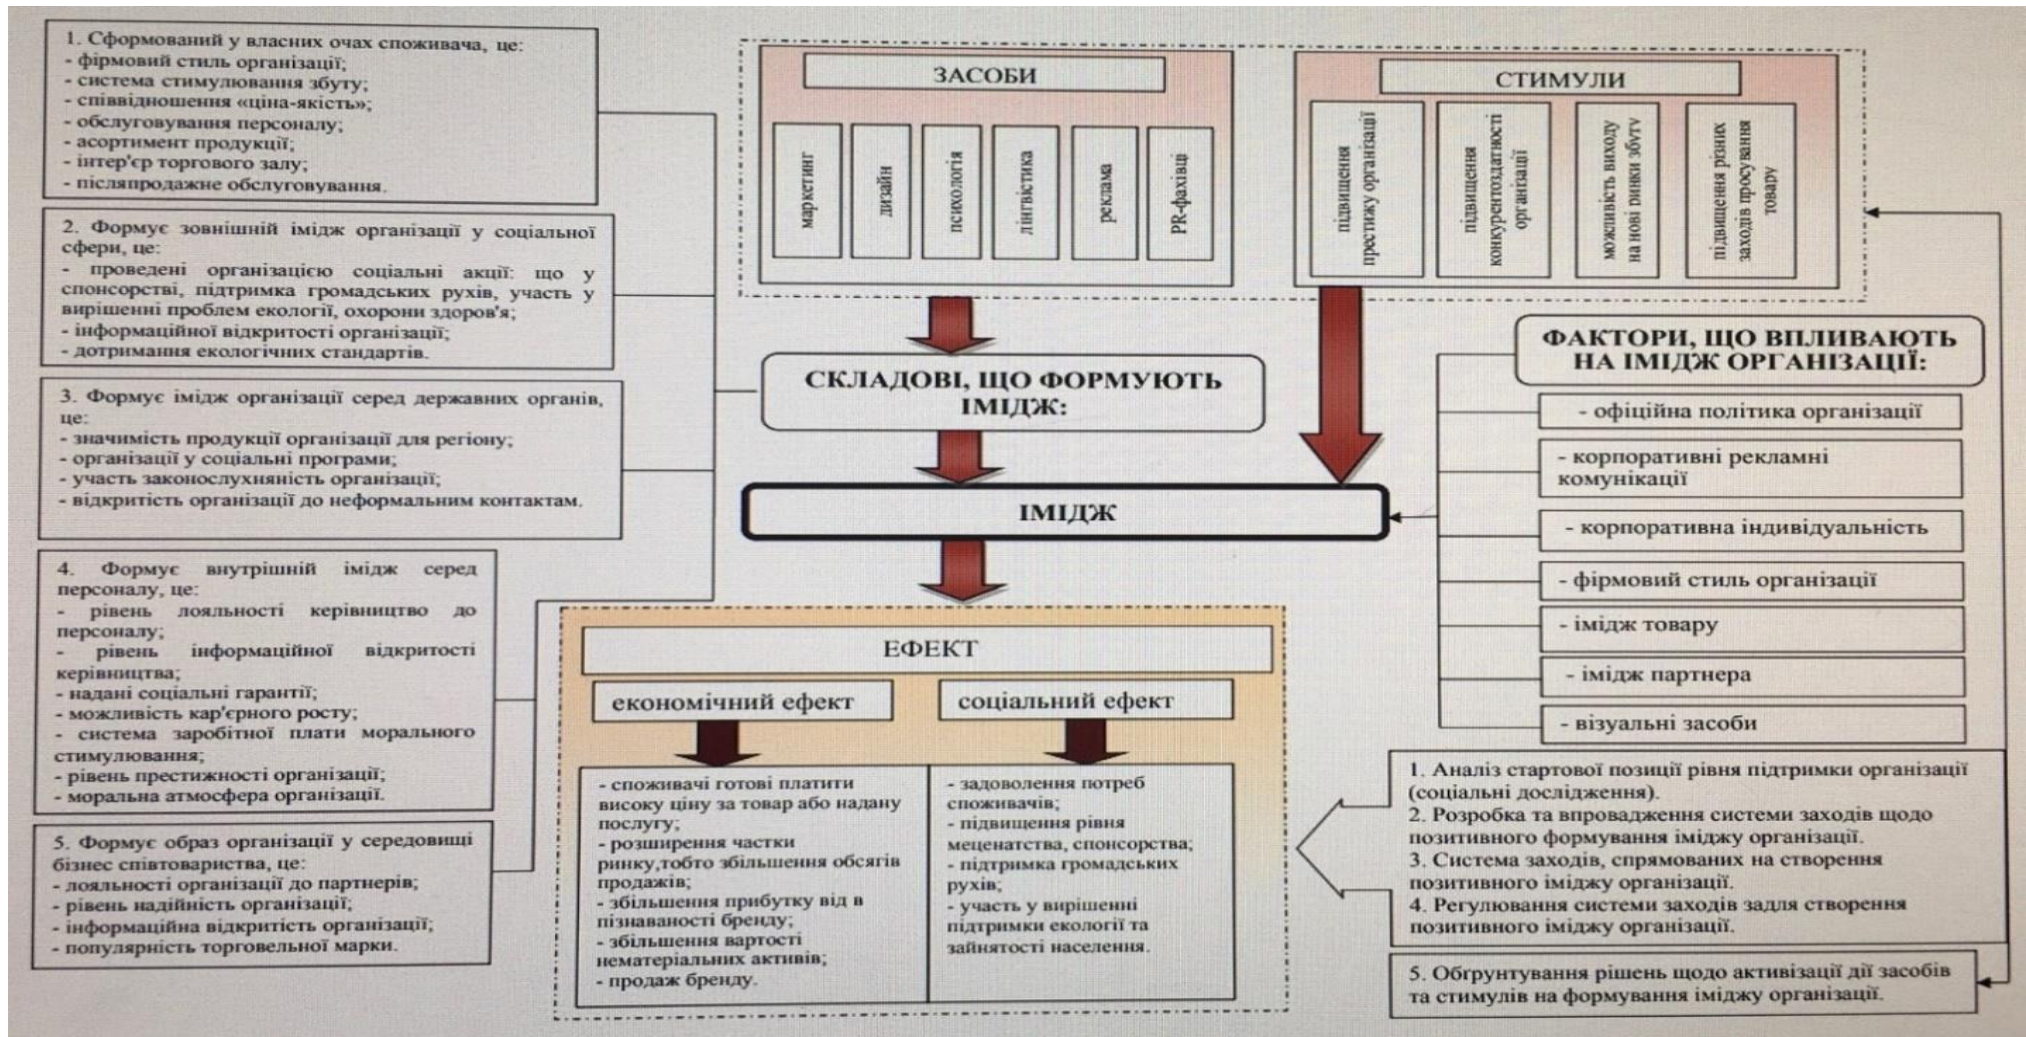 1. Сформований у власних очах споживача, це:
- фірмовий стиль організації;
- система стимулювання збуту;
- співвідношення «ціна-якість»;
- обслуговування персоналу;
- асортимент продукції;
- інтер'єр торгового залу;
- післяпродажне обслуговування.
2. Формує зовнішній імідж організації у соціальної
сфери, це:
- проведені організацією соціальні акції: що у
спонсорстві, підтримка громадських рухів, участь у
вирішенні проблем екології, охорони здоров'я;
- інформаційної відкритості організації;
- дотримання екологічних стандартів.
3. Формує імідж організації серед державних органів,
це:
- значимість продукції організації для регіону;
- організації у соціальні програми;
- участь законослухняність організації;
- відкритість організації до неформальним контактам.
4. Формує внутрішній імідж серед
персоналу, це:
- рівень лояльності керівництво до
персоналу;
- рівень інформаційної відкритості
керівництва;
- надані соціальні гарантії;
- можливість кар'єрного росту;
- система заробітної плати морального
стимулювання;
- рівень престижності організації;
- моральна атмосфера організації.
5. Формує образ організації у середовищі
бізнес співтовариства, це:
- лояльності організації до партнерів;
- рівень надійність організації;
- інформаційна відкритість організації;
- популярність торговельної марки.
ЗАСОБИ
маркетинг
дизайн
психологія
лінгвістика
реклама
PR-фахівці
СТИМУЛИ
підвищення
престижу організації
підвищення
конкурентоздатності
організації
можливість виходу
на нові ринки збуту
підвищення різних
заходів просування
товару
СКЛАДОВІ, ЩО ФОРМУЮТЬ
ІМІДЖ:
ІМІДЖ
ФАКТОРИ, ЩО ВПЛИВАЮТЬ
НА ІМІДЖ ОРГАНІЗАЦІЇ:
- офіційна політика організації
- корпоративні рекламні
комунікації
- корпоративна індивідуальність
- фірмовий стиль організації
- імідж товару
- імідж партнера
- візуальні засоби
ЕФЕКТ
економічний ефект
- споживачі готові платити
високу ціну за товар або надану
послугу;
- розширення частки
ринку,тобто збільшення обсягів
продажів;
- збільшення прибутку від в
пізнаваності бренду;
- збільшення вартості
нематеріальних активів;
- продаж бренду.
соціальний ефект
- задоволення потреб
споживачів;
- підвищення рівня
меценатства, спонсорства;
- підтримка громадських
рухів;
- участь у вирішенні
підтримки екології та
зайнятості населення.
1. Аналіз стартової позиції рівня підтримки організації
(соціальні дослідження).
2. Розробка та впровадження системи заходів щодо
позитивного формування іміджу організації.
3. Система заходів, спрямованих на створення
позитивного іміджу організації.
4. Регулювання системи заходів задля створення
позитивного іміджу організації.
5. Обґрунтування рішень щодо активізації дії засобів
та стимулів на формування іміджу організації.